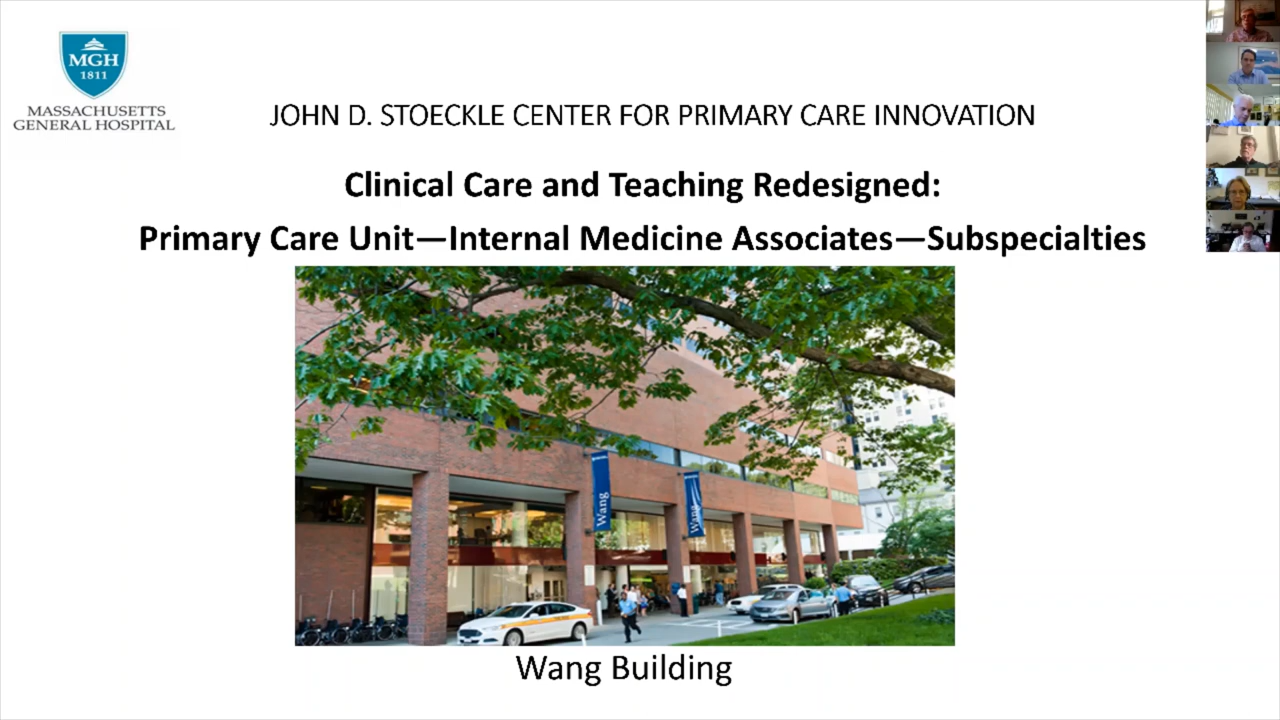 MGH
1811
MASSACHUSETTS
GENERAL HOSPITAL
JOHN D. STOECKLE CENTER FOR PRIMARY CARE INNOVATION
Clinical Care and Teaching Redesigned:
Primary Care Unit—Internal Medicine Associates—Subspecialties
Wang
Wang
Wang Building